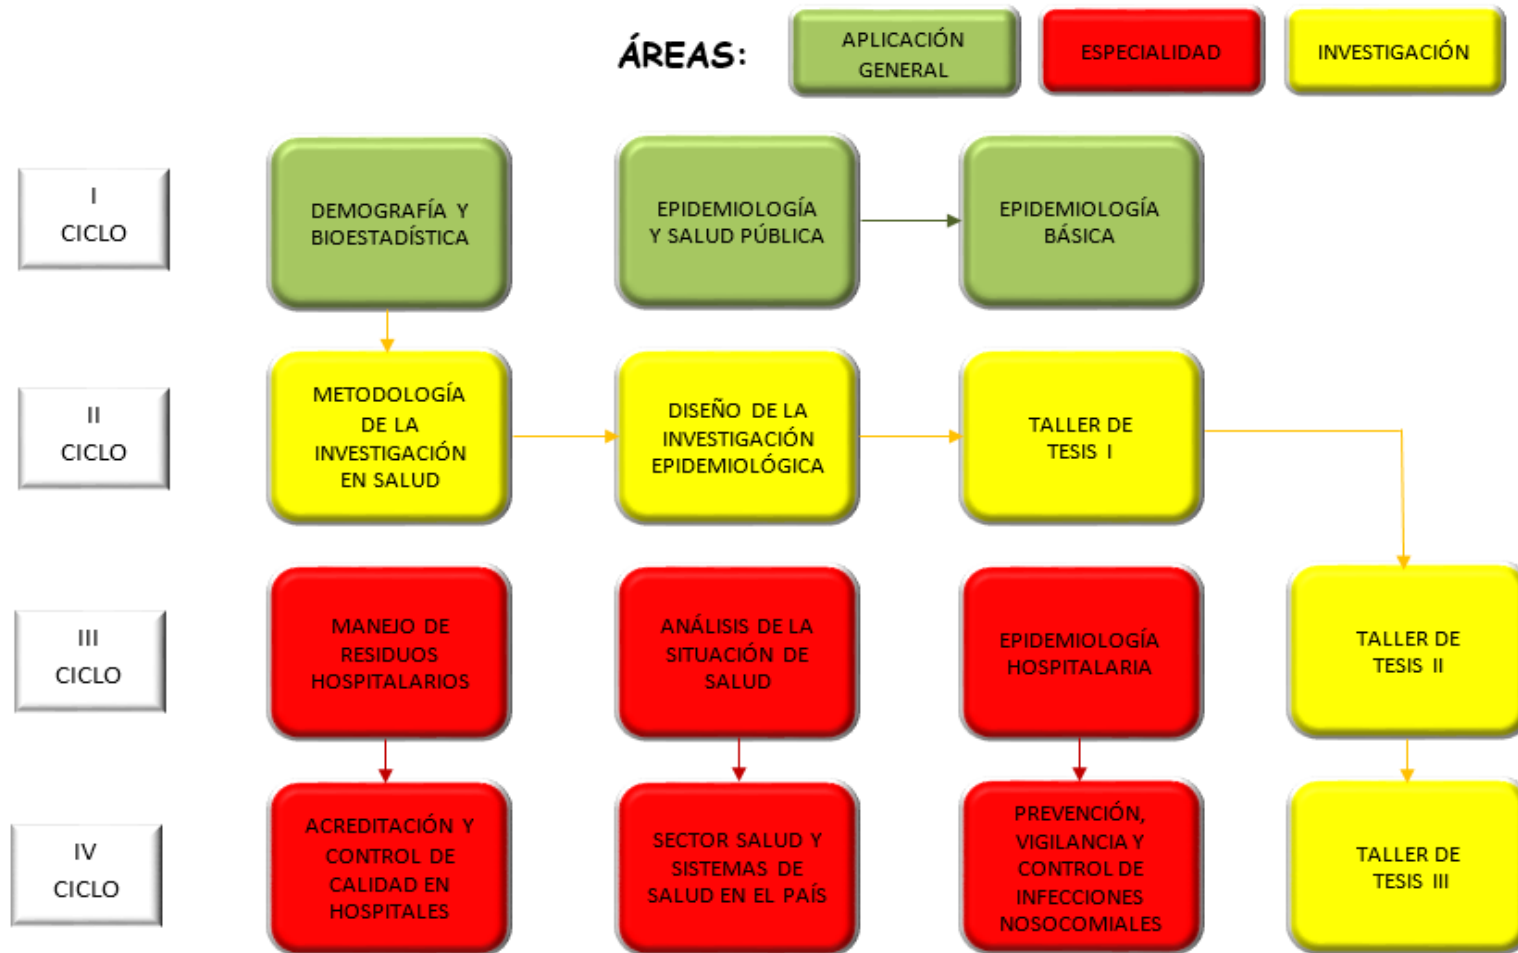 ÁREAS:
APLICACIÓN
GENERAL
ESPECIALIDAD
INVESTIGACIÓN
I
CICLO
DEMOGRAFÍA Y
BIOESTADÍSTICA
EPIDEMIOLOGÍA
Y SALUD PÚBLICA
EPIDEMIOLOGÍA
BÁSICA
II
CICLO
METODOLOGÍA
DE LA
INVESTIGACIÓN
EN SALUD
DISEÑO DE LA
INVESTIGACIÓN
EPIDEMIOLÓGICA
TALLER DE
TESIS I
III
CICLO
MANEJO DE
RESIDUOS
HOSPITALARIOS
ANÁLISIS DE LA
SITUACIÓN DE
SALUD
EPIDEMIOLOGÍA
HOSPITALARIA
TALLER DE
TESIS II
IV
CICLO
ACREDITACIÓN Y
CONTROL DE
CALIDAD EN
HOSPITALES
SECTOR SALUD Y
SISTEMAS DE
SALUD EN EL PAÍS
PREVENCIÓN,
VIGILANCIA Y
CONTROL DE
INFECCIONES
NOSOCOMIALES
TALLER DE
TESIS III